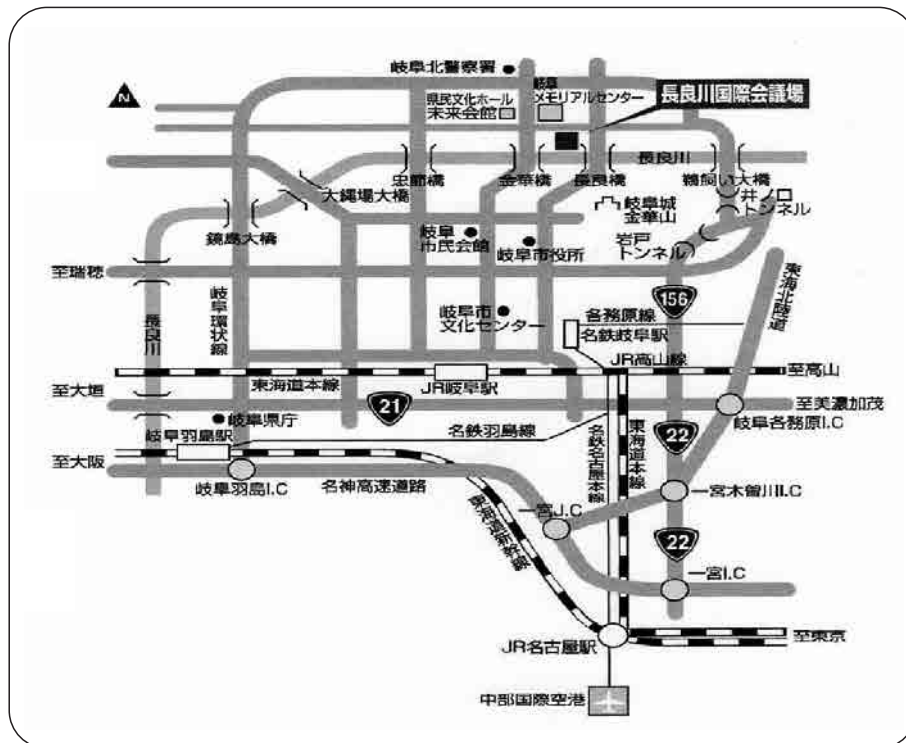 岐阜北警察署
N
県民文化ホール
未来会館
岐阜
メモリアルセンター
長良川国際会議場
長良川
忠節橋
金華橋
長良橋
鵜飼い大橋
大縄場大橋
岐阜城
金華山
井ノ口
トンネル
鏡島大橋
岐阜
市民会館
岐阜市役所
岩戸
トンネル
至瑞穂
東海北陸道
156
長良川
岐阜環状線
岐阜市
文化センター
各務原線
名鉄岐阜駅
JR高山線
至高山
東海道本線
JR岐阜駅
至大垣
21
至美濃加茂
岐阜県庁
岐阜各務原I.C
岐阜羽島駅
名鉄羽島線
名鉄名古屋本線
東海道本線
22
至大阪
岐阜羽島I.C
名神高速道路
一宮木曽川I.C
一宮J.C
東海道新幹線
22
一宮I.C
JR名古屋駅
至東京
中部国際空港